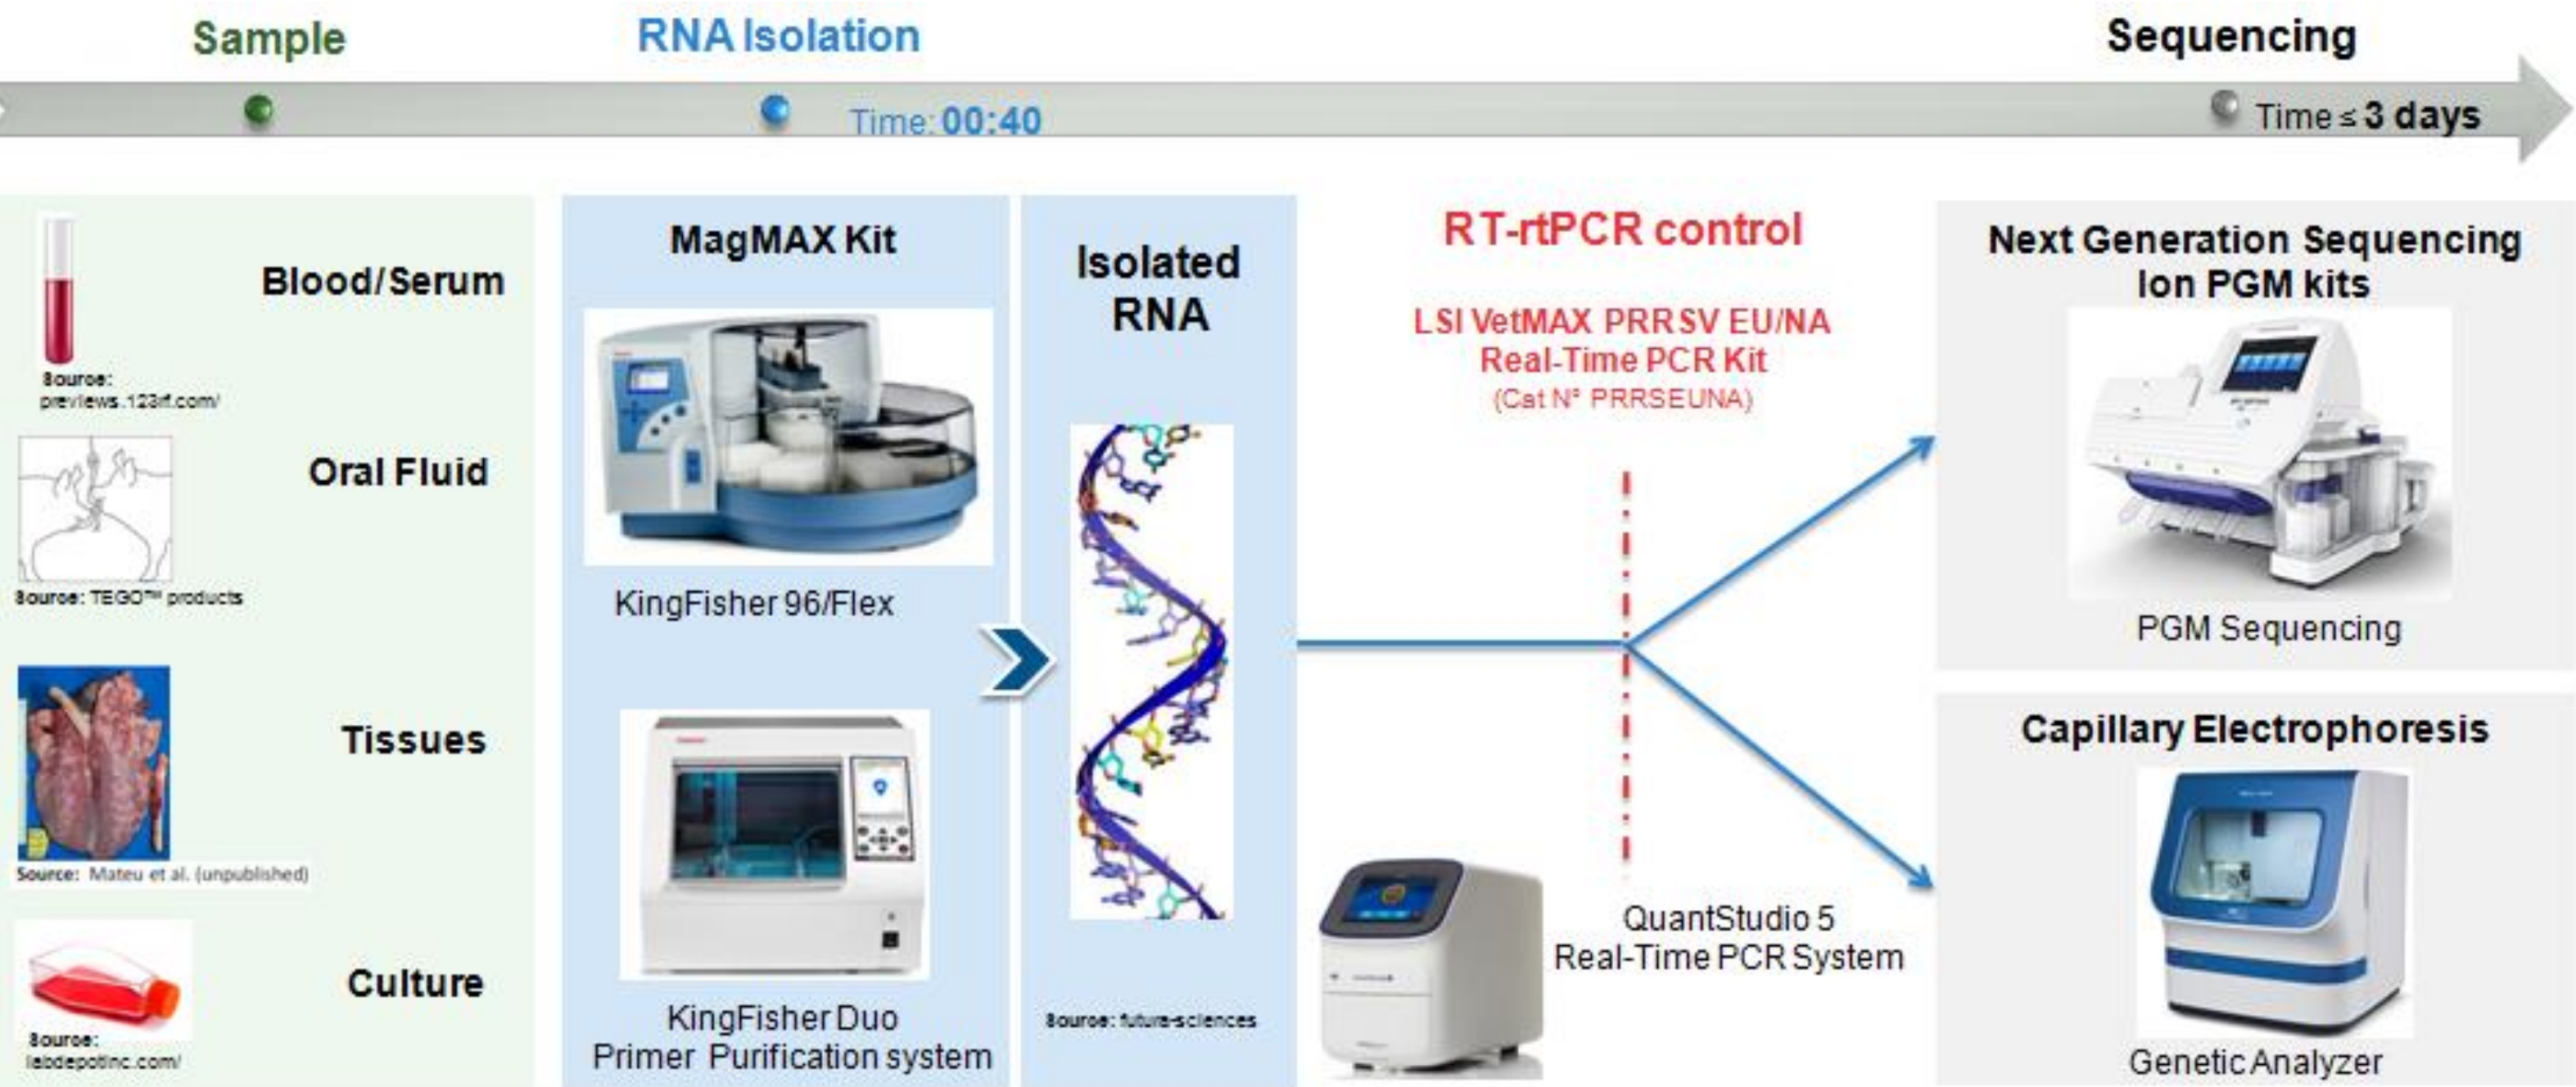 Sample
RNA Isolation
Sequencing
Time: 00:40
Time ≤ 3 days
Blood/Serum
Source:
previews.123rf.com/
Oral Fluid
Source: TEGO™ products
Tissues
Source: Mateu et al. (unpublished)
Culture
Source:
labdepotinc.com/
MagMAX Kit
KingFisher 96/Flex
KingFisher Duo
Primer Purification system
Isolated
RNA
Source: futura-sciences
RT-rtPCR control
LSI VetMAX PRRSV EU/NA
Real-Time PCR Kit
(Cat N° PRRSEUNA)
QuantStudio 5
Real-Time PCR System
Next Generation Sequencing
Ion PGM kits
PGM Sequencing
Capillary Electrophoresis
Genetic Analyzer